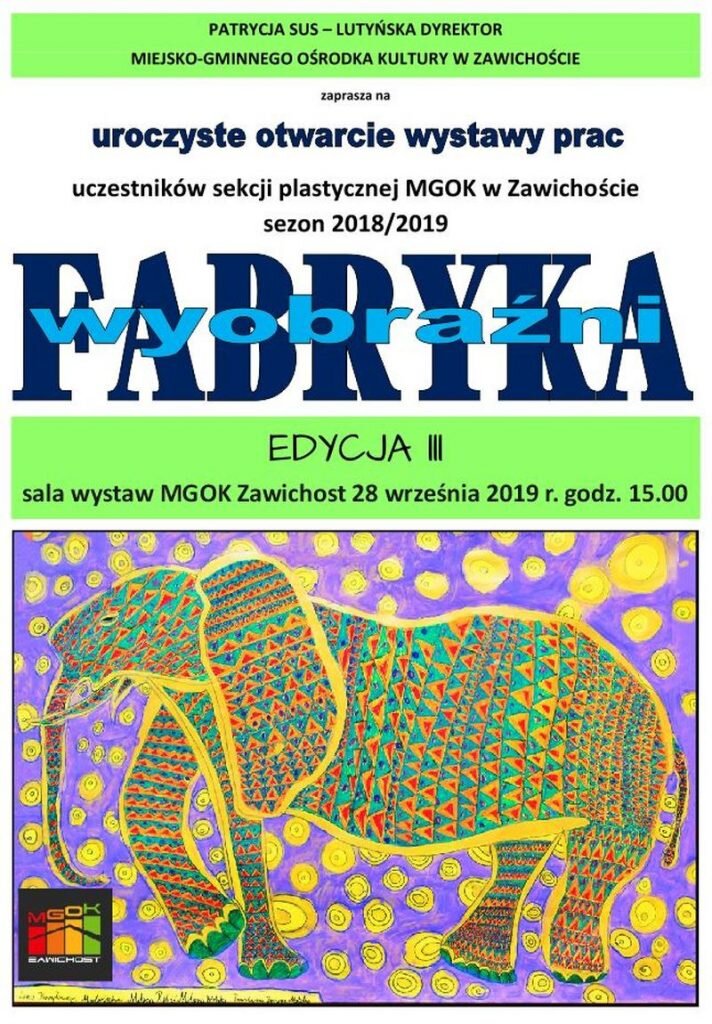 PATRYCJA SUS – LUTYŃSKA DYREKTOR
MIEJSKO-GMINNEGO OŚRODKA KULTURY W ZAWICHOŚCIE
zaprasza na
uroczyste otwarcie wystawy prac
uczestników sekcji plastycznej MGOK w Zawichoście
sezon 2018/2019
FABRYKA
wyobraźni
EDYCJA III
sala wystaw MGOK Zawichost 28 września 2019 r. godz. 15.00
MGOK
ZAWICHOST